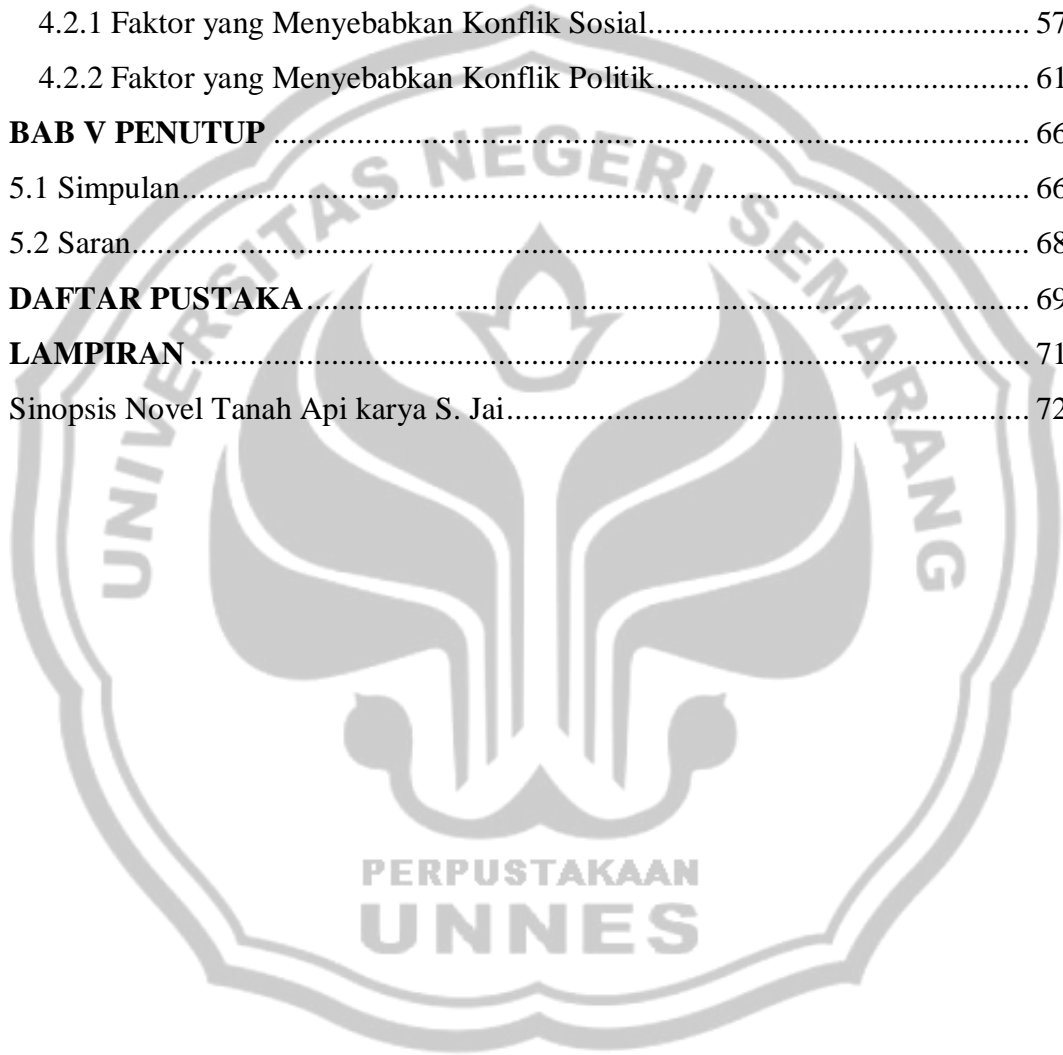 4.2.1 Faktor yang Menyebabkan Konflik Sosial............................................ 57
4.2.2 Faktor yang Menyebabkan Konflik Politik........................................... 61
BAB V PENUTUP ........................................................................................... 66
5.1 Simpulan..................................................................................................... 66
5.2 Saran........................................................................................................... 68
DAFTAR PUSTAKA........................................................................................ 69
LAMPIRAN ..................................................................................................... 71
Sinopsis Novel Tanah Api karya S. Jai............................................................. 72
UNIVERSITAS NEGERI SEMARANG
PERPUSTAKAAN
UNNES